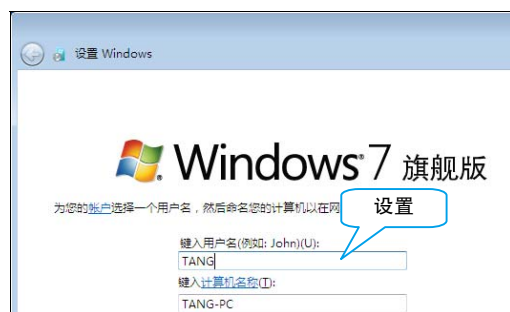 设置 Windows
Windows 7 旗舰版
为您的账户选择一个用户名，然后命名您的计算机以在网
设置
键入用户名(例如: John)(U):
TANG
键入计算机名称(T):
TANG-PC